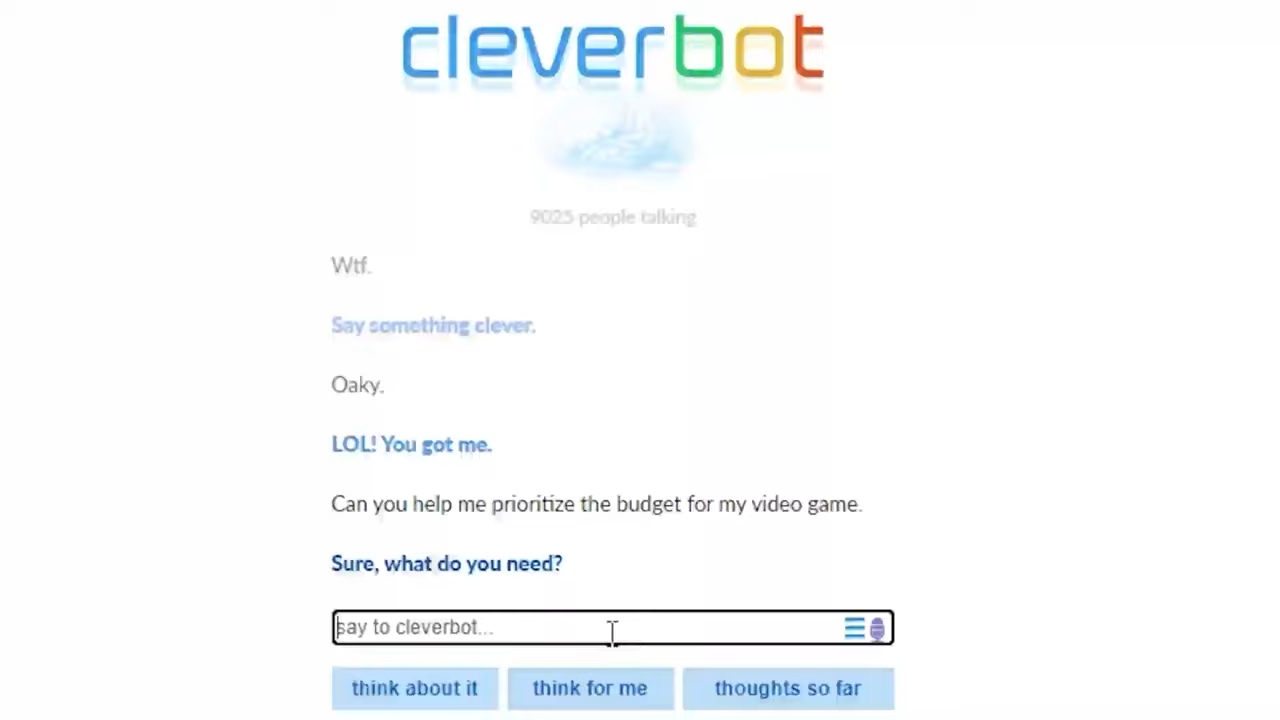 cleverbot
9025 people talking
Wtf.
Say something clever.
Oaky.
LOL! You got me.
Can you help me prioritize the budget for my video game.
Sure, what do you need?
say to cleverbot...
think about it
think for me
thoughts so far